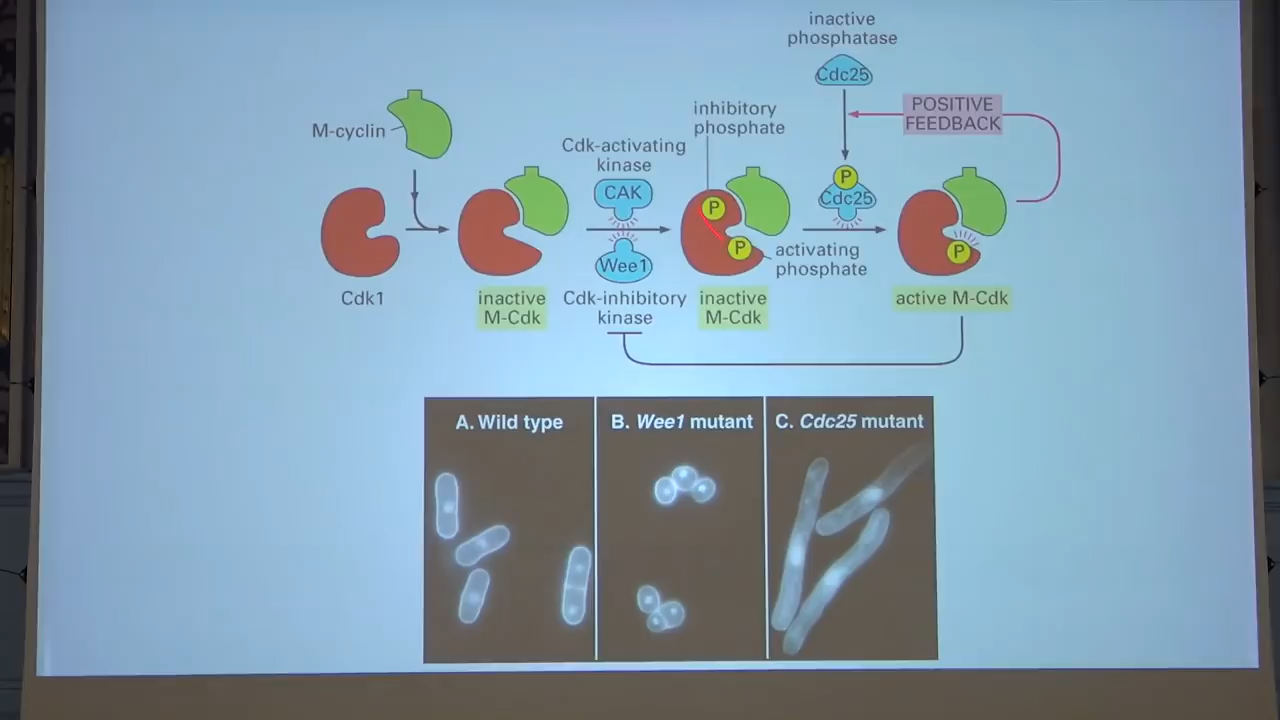 inactive
phosphatase
Cdc25
POSITIVE
FEEDBACK
inhibitory
phosphate
M-cyclin
Cdk-activating
kinase
CAK
P
Cdc25
P
P
P
Wee1
activating
phosphate
Cdk1
inactive
M-Cdk
Cdk-inhibitory
kinase
inactive
M-Cdk
active M-Cdk
A. Wild type
B. Wee1 mutant
C. Cdc25 mutant